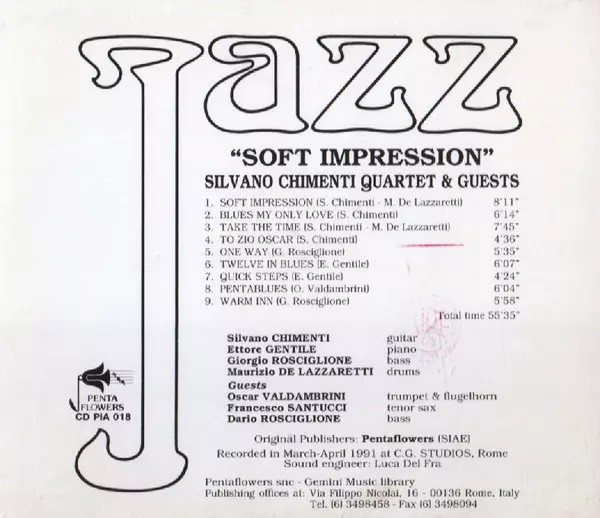 Jazz
"SOFT IMPRESSION"
SILVANO CHIMENTI QUARTET & GUESTS
1. SOFT IMPRESSION (S. Chimenti - M. De Lazzaretti) 8'11"
2. BLUES MY ONLY LOVE (S. Chimenti) 6'14"
3. TAKE THE TIME (S. Chimenti - M. De Lazzaretti) 7'45"
4. TO ZIO OSCAR (S. Chimenti) 4'36"
5. ONE WAY (G. Rosciglione) 5'35"
6. TWELVE IN BLUES (E. Gentile) 6'07"
7. QUICK STEPS (E. Gentile) 4'24"
8. PENTABLUES (O. Valdambrini) 6'04"
9. WARM INN (G. Rosciglione) 5'58"
Total time 55'35"
Silvano CHIMENTI guitar
Ettore GENTILE piano
Giorgio ROSCIGLIONE bass
Maurizio DE LAZZARETTI drums
Guests
Oscar VALDAMBRINI trumpet & flugelhorn
Francesco SANTUCCI tenor sax
Dario ROSCIGLIONE bass
PENTA
FLOWERS
CD PIA 018
Original Publishers: Pentaflowers (SIAE)
Recorded in March-April 1991 at C.G. STUDIOS, Rome
Sound engineer: Luca Del Fra
Pentaflowers snc - Gemini Music library
Publishing offices at: Via Filippo Nicolai, 16 - 00136 Rome, Italy
Tel. (6) 3498458 - Fax (6) 3498094